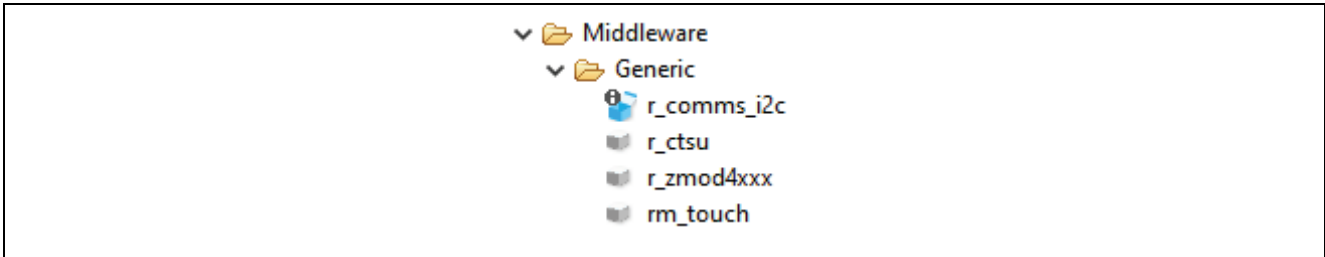 Middleware
Generic
r_comms_i2c
r_ctsu
r_zmod4xxx
rm_touch